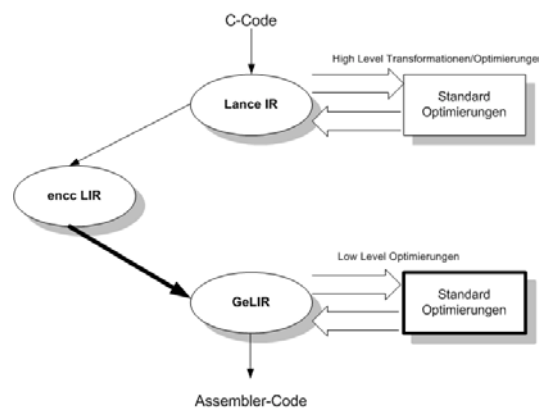 C-Code
High Level Transformationen/Optimierungen
Lance IR
Standard
Optimierungen
encc LIR
Low Level Optimierungen
GeLIR
Standard
Optimierungen
Assembler-Code